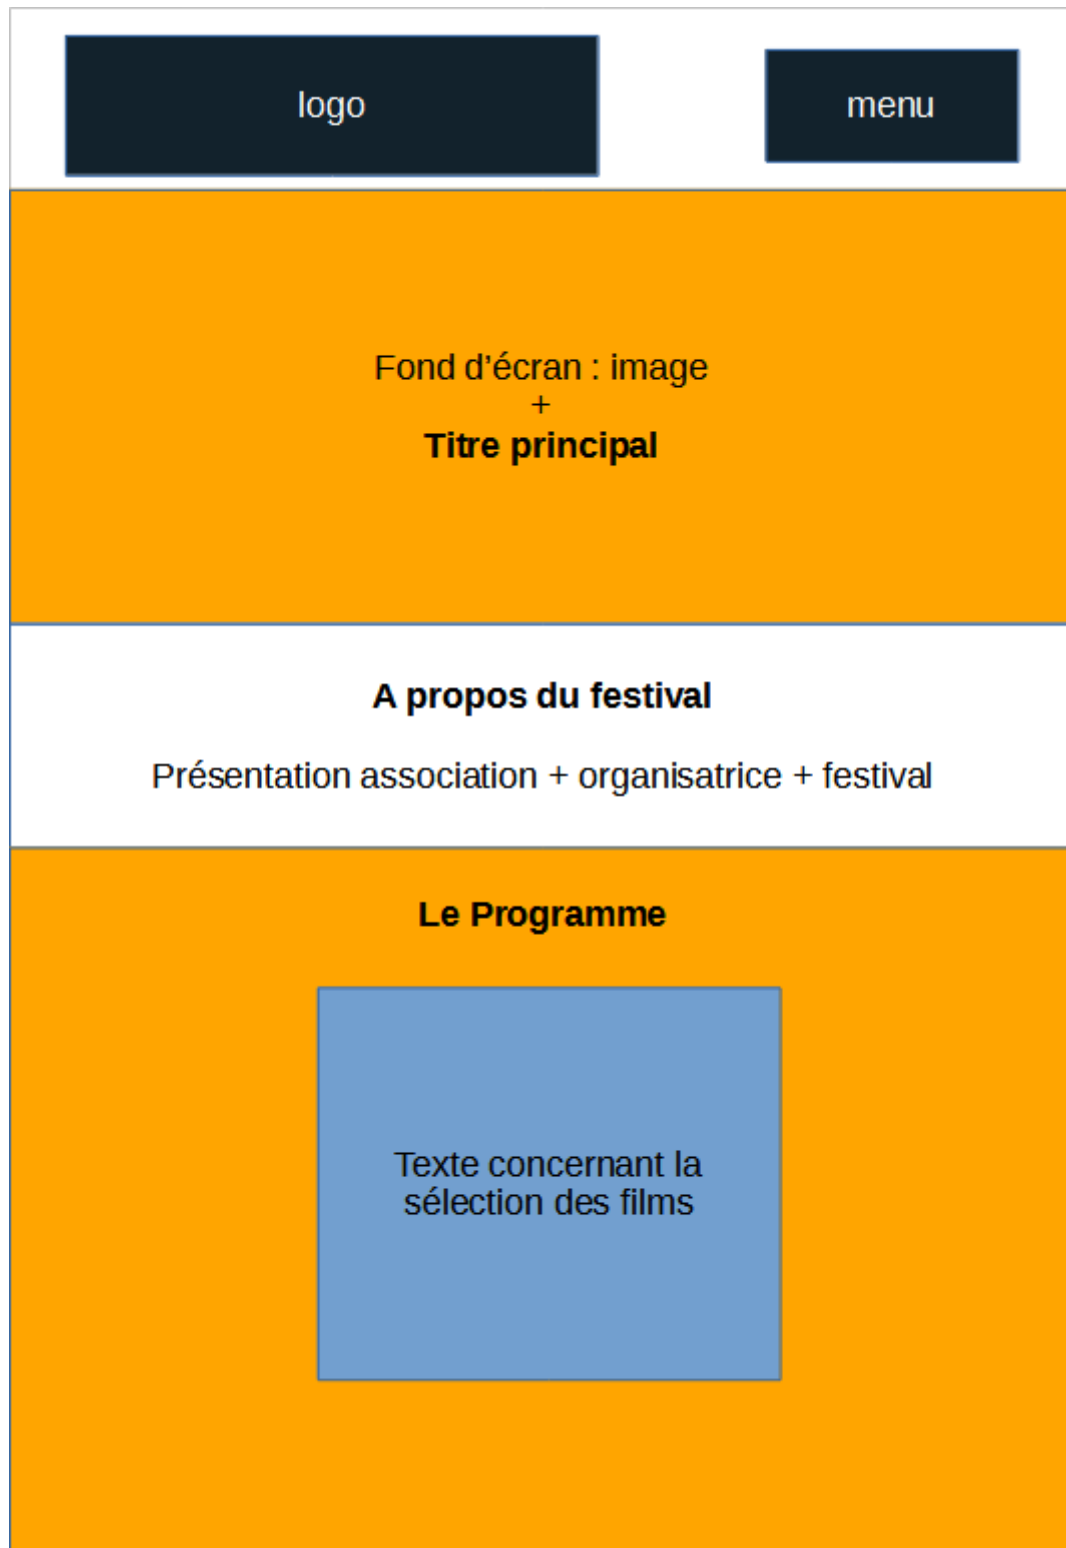 logo
menu
Fond d’écran : image
+
Titre principal
A propos du festival
Présentation association + organisatrice + festival
Le Programme
Texte concernant la
sélection des films